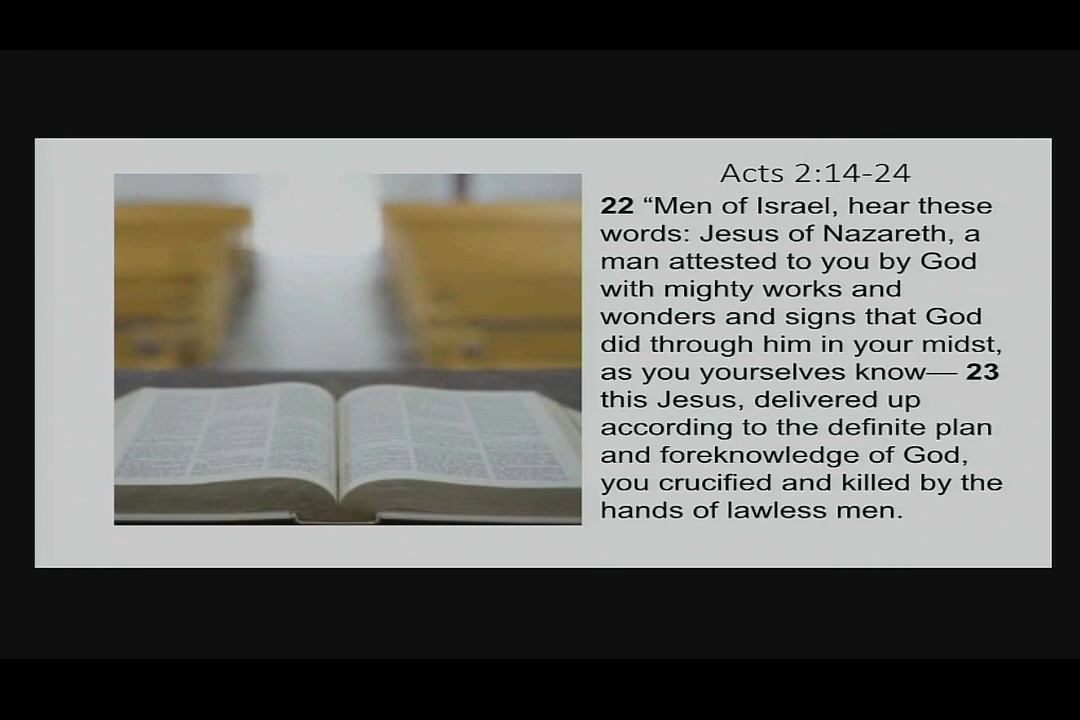 Acts 2:14-24
22 “Men of Israel, hear these
words: Jesus of Nazareth, a
man attested to you by God
with mighty works and
wonders and signs that God
did through him in your midst,
as you yourselves know— 23
this Jesus, delivered up
according to the definite plan
and foreknowledge of God,
you crucified and killed by the
hands of lawless men.